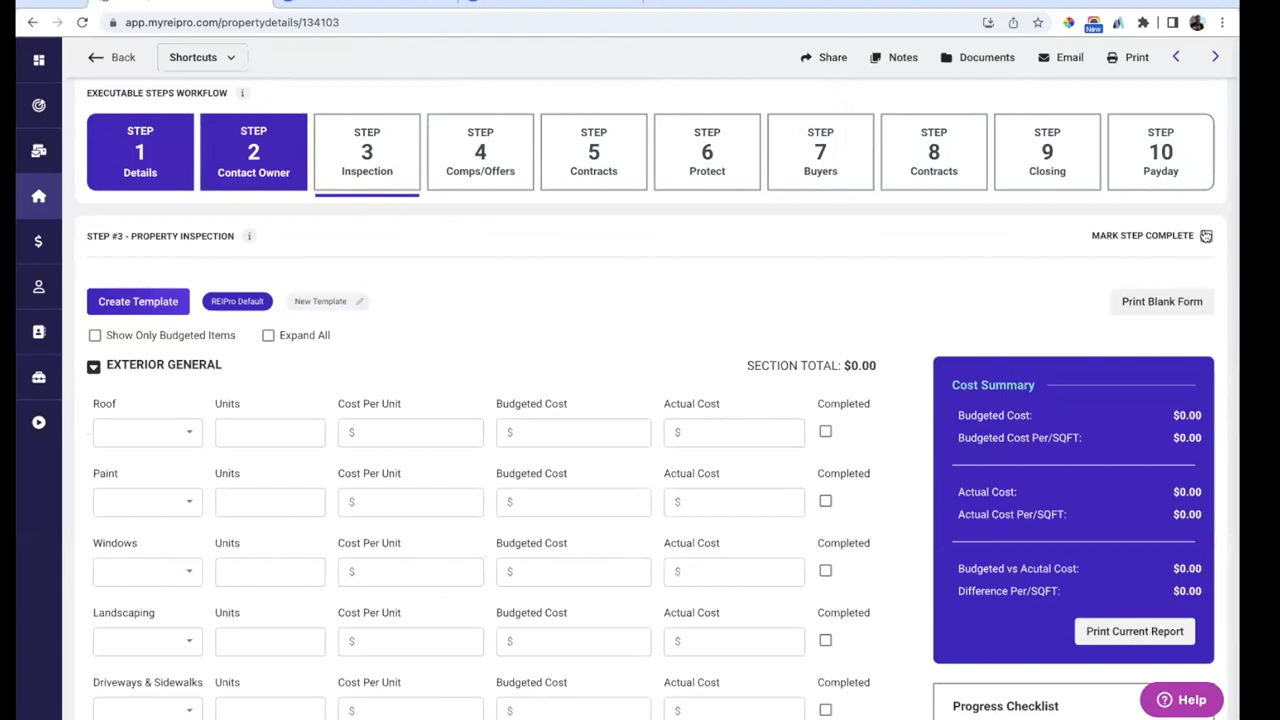 app.myreipro.com/propertydetails/134103
New
Back
Shortcuts
Share
Notes
Documents
Email
Print
EXECUTABLE STEPS WORKFLOW i
STEP 1 Details
STEP 2 Contact Owner
STEP 3 Inspection
STEP 4 Comps/Offers
STEP 5 Contracts
STEP 6 Protect
STEP 7 Buyers
STEP 8 Contracts
STEP 9 Closing
STEP 10 Payday
STEP #3 - PROPERTY INSPECTION i
MARK STEP COMPLETE
Create Template
REIPro Default
New Template
Print Blank Form
Show Only Budgeted Items
Expand All
EXTERIOR GENERAL
SECTION TOTAL: $0.00
Roof Units Cost Per Unit Budgeted Cost Actual Cost Completed
$ $ $
Paint Units Cost Per Unit Budgeted Cost Actual Cost Completed
$ $ $
Windows Units Cost Per Unit Budgeted Cost Actual Cost Completed
$ $ $
Landscaping Units Cost Per Unit Budgeted Cost Actual Cost Completed
$ $ $
Driveways & Sidewalks Units Cost Per Unit Budgeted Cost Actual Cost Completed
$ $ $
Cost Summary
Budgeted Cost: $0.00
Budgeted Cost Per/SQFT: $0.00
Actual Cost: $0.00
Actual Cost Per/SQFT: $0.00
Budgeted vs Acutal Cost: $0.00
Difference Per/SQFT: $0.00
Print Current Report
Progress Checklist
Help